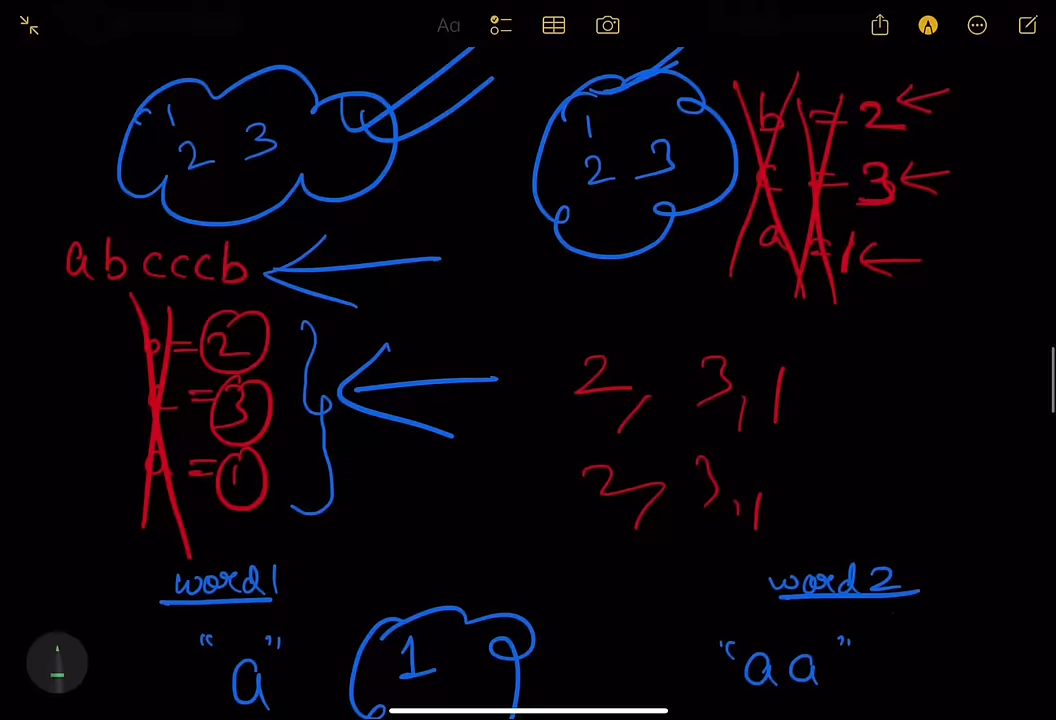 Aa
1
2 3
1
2 3
b = 2
c = 3
a = 1
abcccb
= 2
= 3
= 1
2, 3, 1
2, 3, 1
word1
word2
"a"
1
"aa"